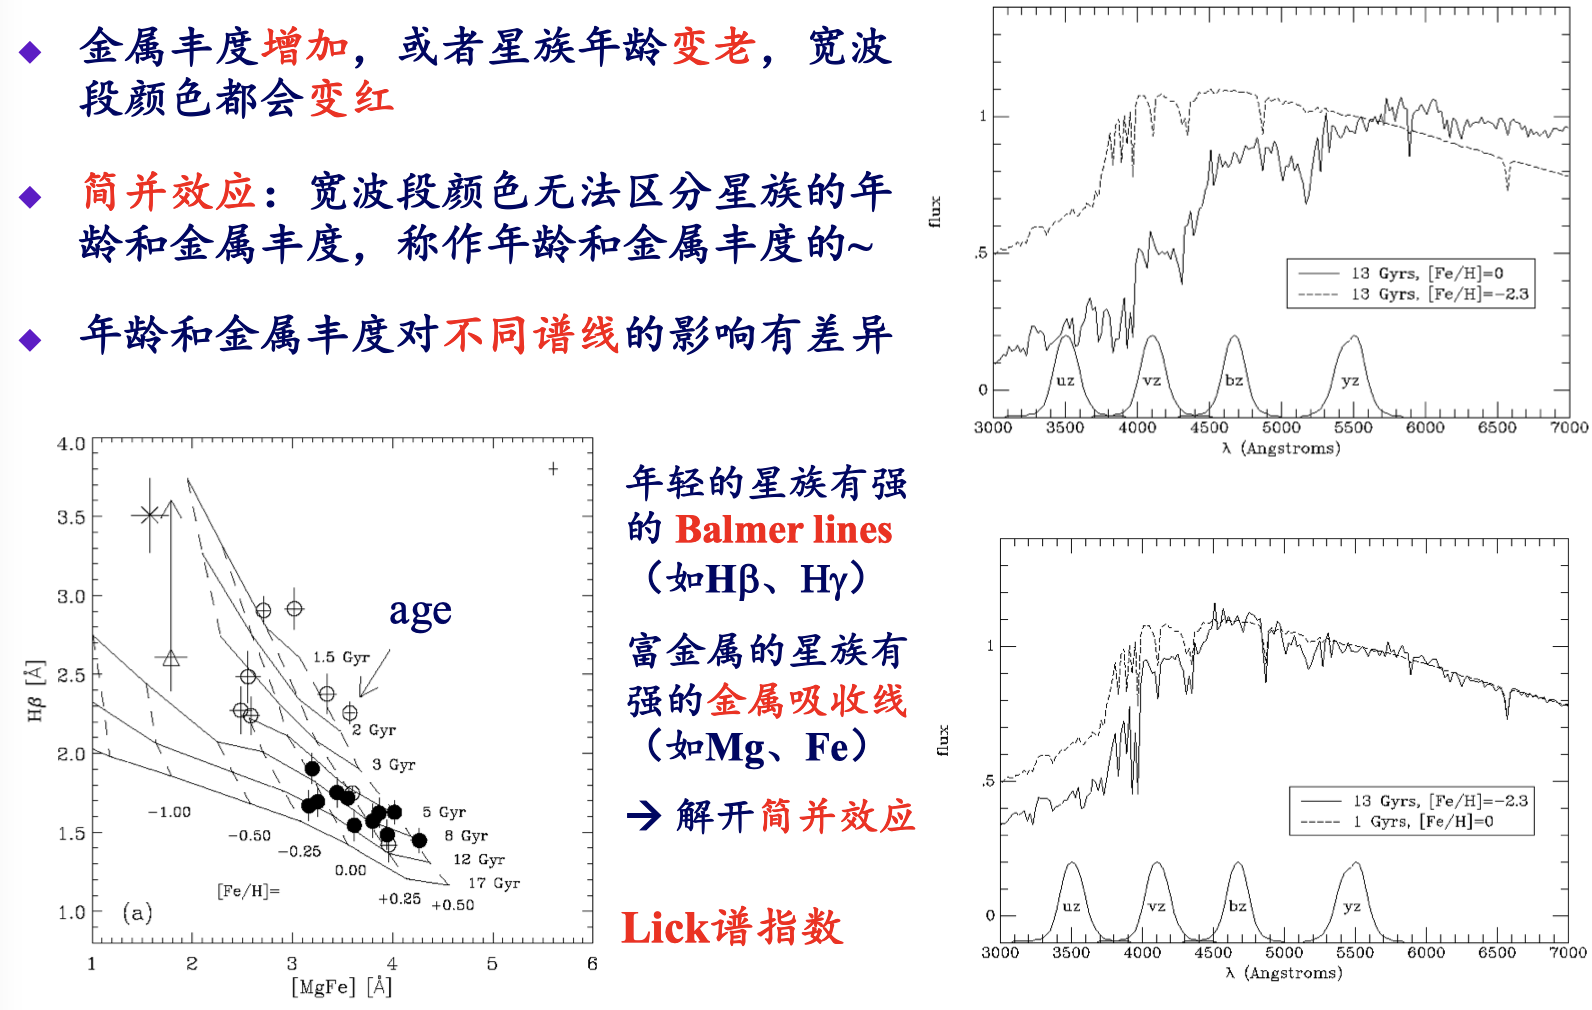 ◆ 金属丰度增加，或者星族年龄变老，宽波
段颜色都会变红
◆ 简并效应：宽波段颜色无法区分星族的年
龄和金属丰度，称作年龄和金属丰度的~
◆ 年龄和金属丰度对不同谱线的影响有差异
1
.5
0
flux
13 Gyrs, [Fe/H]=0
13 Gyrs, [Fe/H]=-2.3
uz vz bz yz
3000 3500 4000 4500 5000 5500 6000 6500 7000
λ (Angstroms)
4.0
3.5
3.0
2.5
2.0
1.5
1.0
Hβ [Å]
age
1.5 Gyr
2 Gyr
3 Gyr
5 Gyr
8 Gyr
12 Gyr
17 Gyr
-1.00
-0.50
-0.25
0.00
+0.25
+0.50
[Fe/H]=
(a)
1 2 3 4 5 6
[MgFe] [Å]
年轻的星族有强
的 Balmer lines
（如Hβ、Hγ）
富金属的星族有
强的金属吸收线
（如Mg、Fe）
→ 解开简并效应
Lick谱指数
1
.5
0
flux
13 Gyrs, [Fe/H]=-2.3
1 Gyrs, [Fe/H]=0
uz vz bz yz
3000 3500 4000 4500 5000 5500 6000 6500 7000
λ (Angstroms)